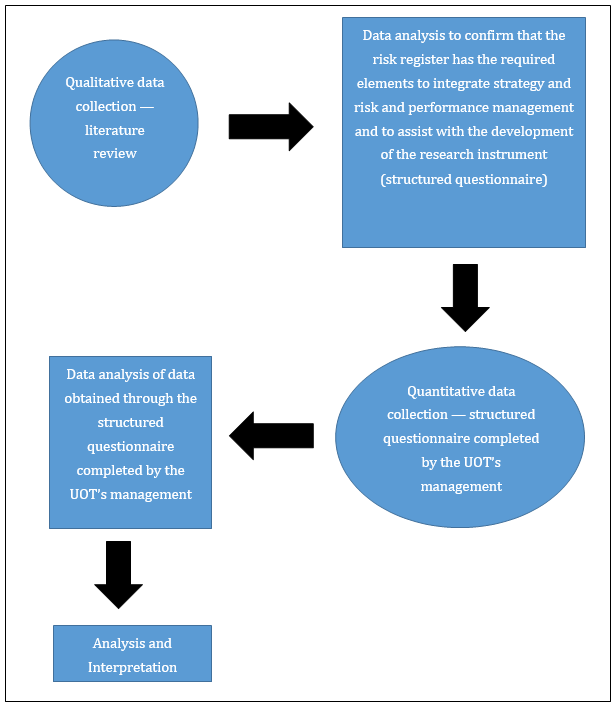 Qualitative data
collection —
literature
review
Data analysis to confirm that the
risk register has the required
elements to integrate strategy and
risk and performance management
and to assist with the development
of the research instrument
(structured questionnaire)
Quantitative data
collection — structured
questionnaire completed
by the UOT's
management
Data analysis of data
obtained through the
structured
questionnaire
completed by the
UOT's management
Analysis and
Interpretation